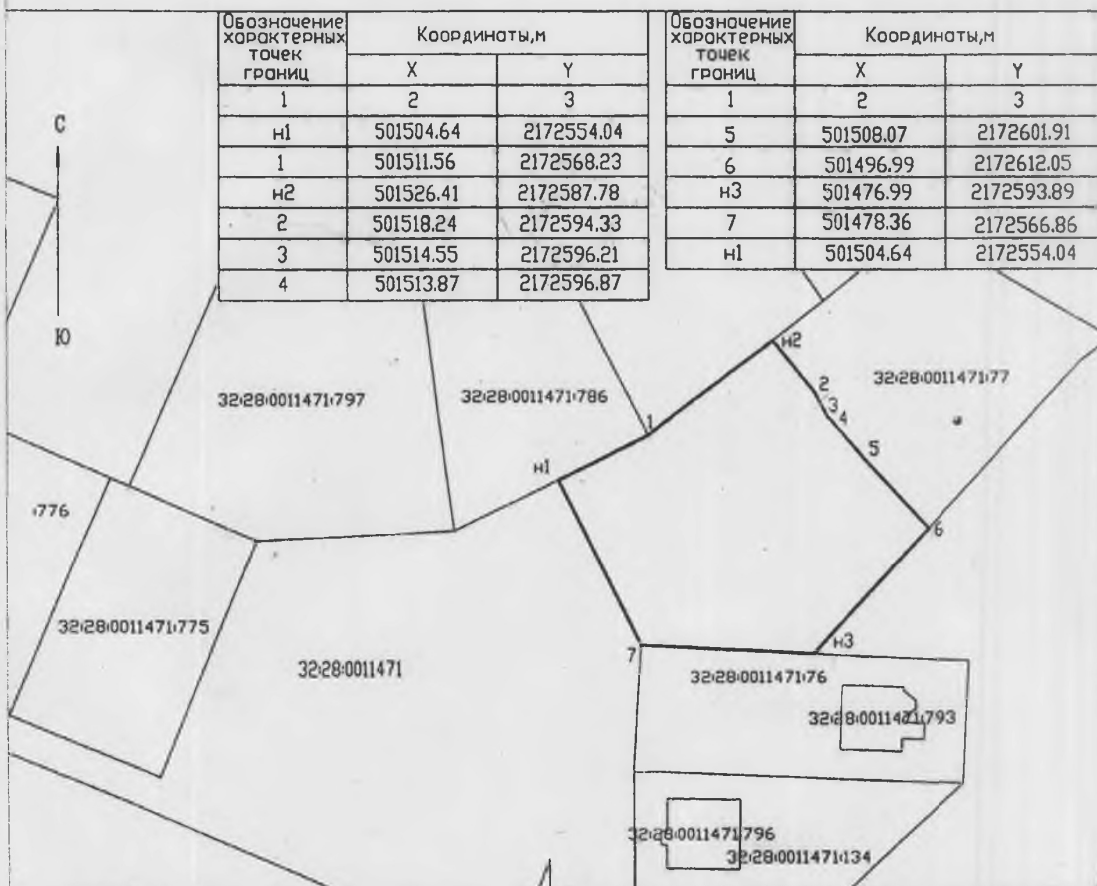 Обозначение характерных точек границ Координаты,м
X Y
1 2 3
н1 501504.64 2172554.04
1 501511.56 2172568.23
н2 501526.41 2172587.78
2 501518.24 2172594.33
3 501514.55 2172596.21
4 501513.87 2172596.87
Обозначение характерных точек границ Координаты,м
X Y
1 2 3
5 501508.07 2172601.91
6 501496.99 2172612.05
н3 501476.99 2172593.89
7 501478.36 2172566.86
н1 501504.64 2172554.04
С
Ю
н2
32:28:0011471:797
32:28:0011471:786
32:28:0011471:77
2
3
4
1
5
н1
:776
6
32:28:0011471:775
32:28:0011471
7
н3
32:28:0011471:76
32:28:0011471:793
32:28:0011471:796
32:28:0011471:134